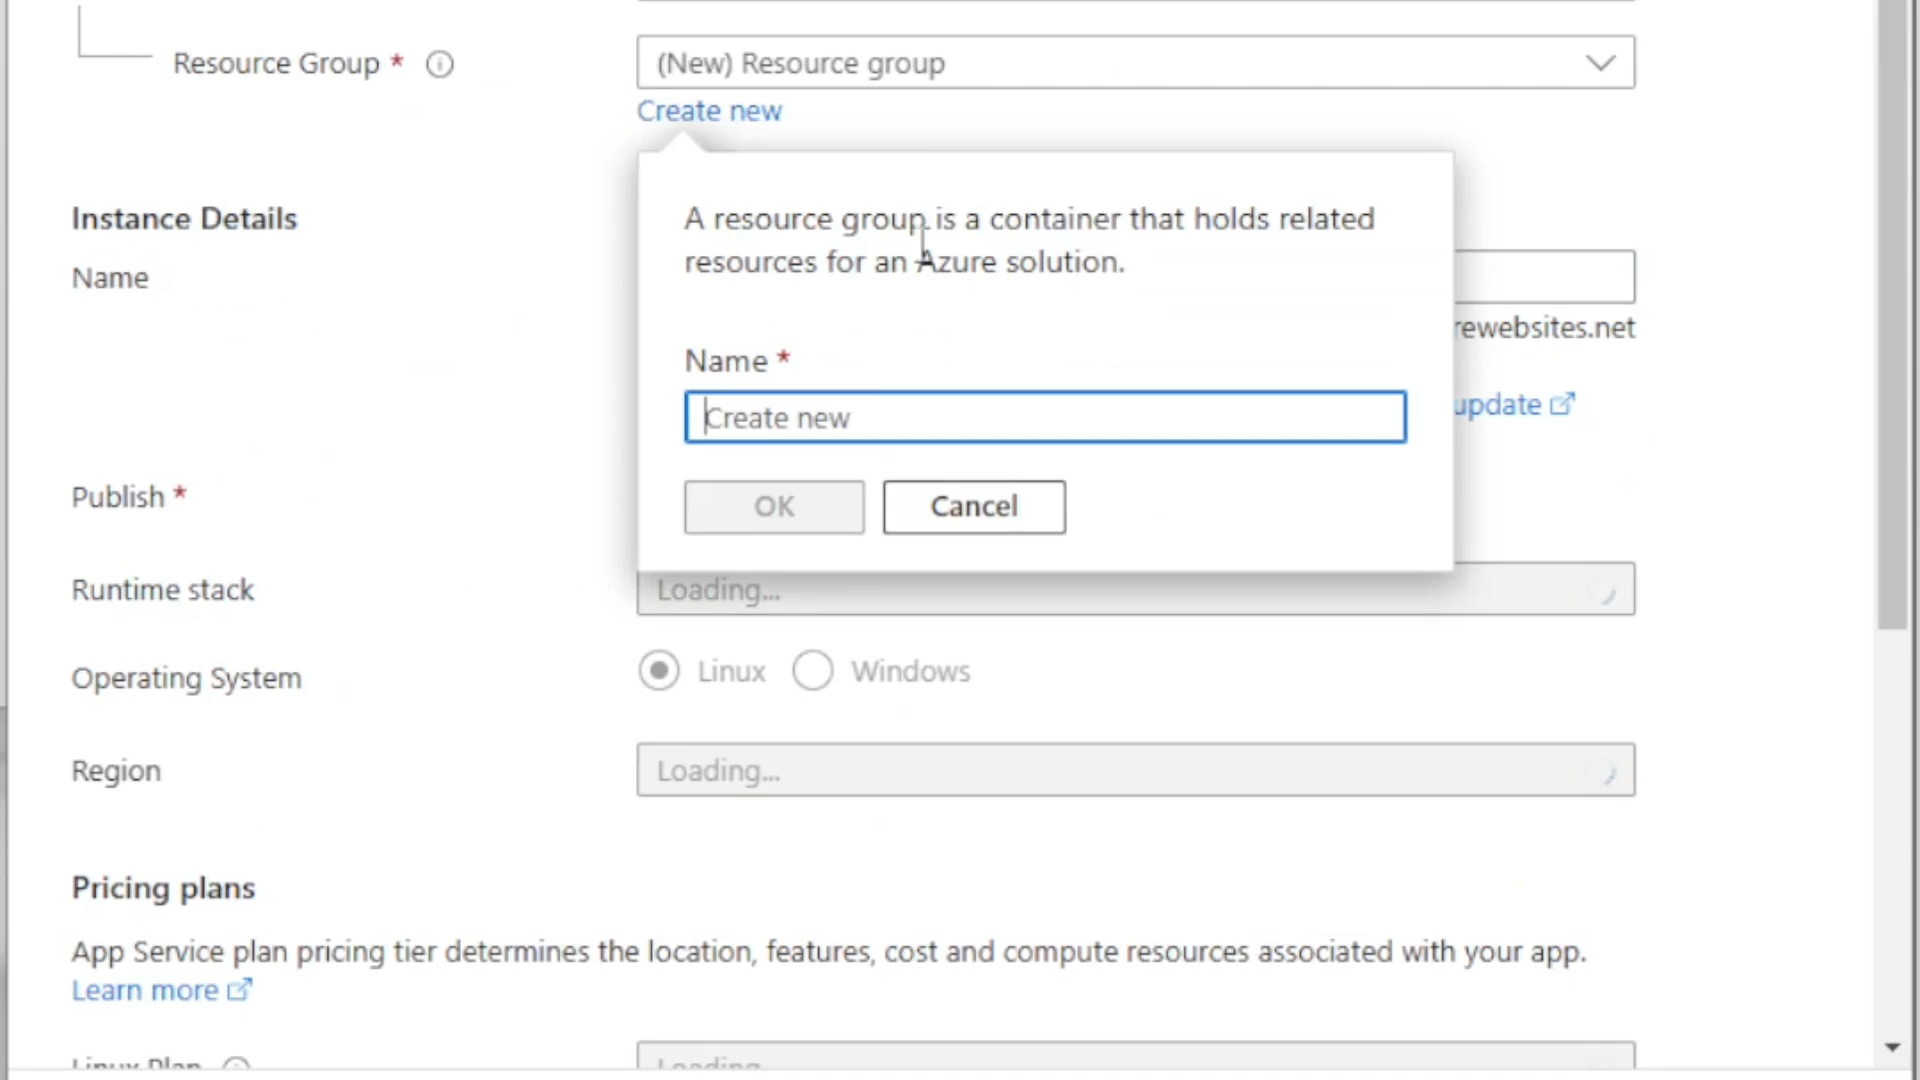 Resource Group *
(New) Resource group
Create new
A resource group is a container that holds related
resources for an Azure solution.
Name *
Create new
OK Cancel
Instance Details
Name
rewebsites.net
update
Publish *
Runtime stack
Loading...
Operating System
Linux Windows
Region
Loading...
Pricing plans
App Service plan pricing tier determines the location, features, cost and compute resources associated with your app.
Learn more
Linux Plan
Loading...